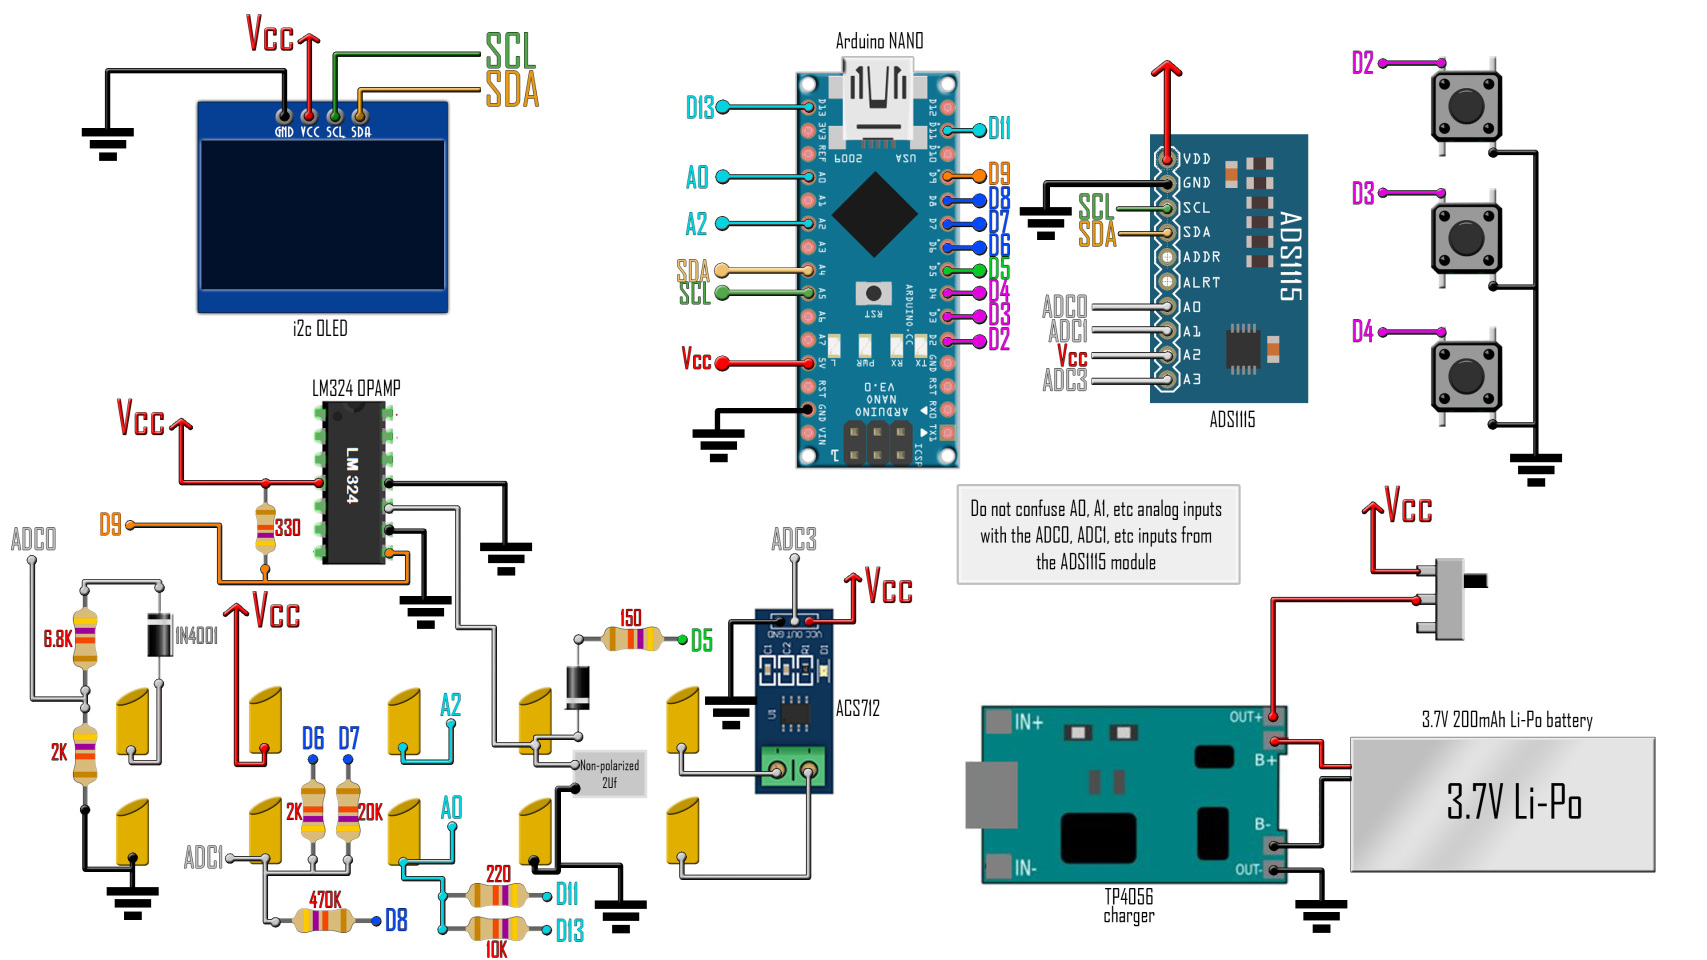 Vcc
SCL
SDA
GND VCC SCL SDA
i2c OLED
Arduino NANO
D13
A0
A2
SDA
SCL
Vcc
D13
3V3
REF
A0
A1
A2
A3
A4
A5
A6
A7
5V
RST
GND
VIN
6002
USA
RST
ARDUINO.CC
L
PWR
RX
TX
V3.0
NANO
ARDUINO
ICSP
1
D12
D11
D10
D9
D8
D7
D6
D5
D4
D3
D2
GND
RST
RX0
TX1
D11
D9
D8
D7
D6
D5
D4
D3
D2
SCL
SDA
ADC0
ADC1
Vcc
ADC3
VDD
GND
SCL
SDA
ADDR
ALRT
A0
A1
A2
A3
ADS1115
ADS1115
D2
D3
D4
LM324 OPAMP
Vcc
LM 324
330
D9
ADC0
6.8K
1N4001
2K
Vcc
D6 D7
2K
20K
ADC1
470K
D8
A2
A0
220
D11
10K
D13
150
D5
Non-polarized
2Uf
ADC3
Vcc
GND
OUT
VCC
C1
C2
R1
D1
U1
ACS712
Do not confuse A0, A1, etc analog inputs
with the ADC0, ADC1, etc inputs from
the ADS1115 module
Vcc
IN+
IN-
OUT+
B+
B-
OUT-
TP4056
charger
3.7V 200mAh Li-Po battery
3.7V Li-Po